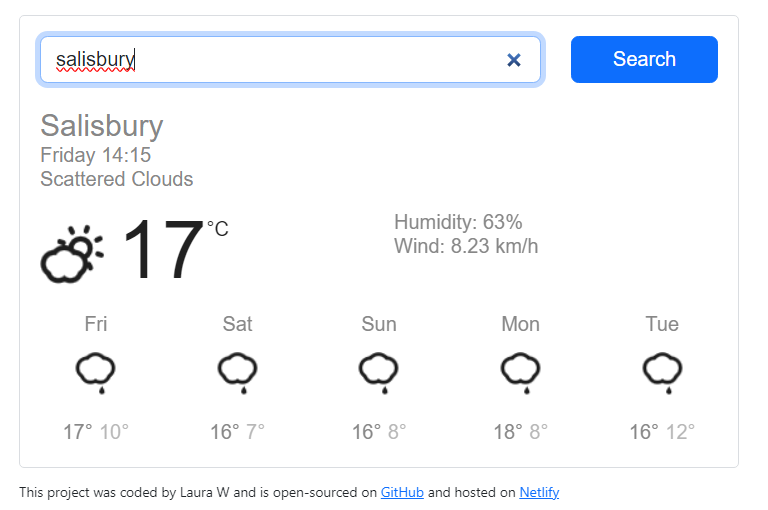 salisbury × Search
Salisbury
Friday 14:15
Scattered Clouds
17 °C
Humidity: 63%
Wind: 8.23 km/h
Fri Sat Sun Mon Tue
17° 10° 16° 7° 16° 8° 18° 8° 16° 12°
This project was coded by Laura W and is open-sourced on GitHub and hosted on Netlify